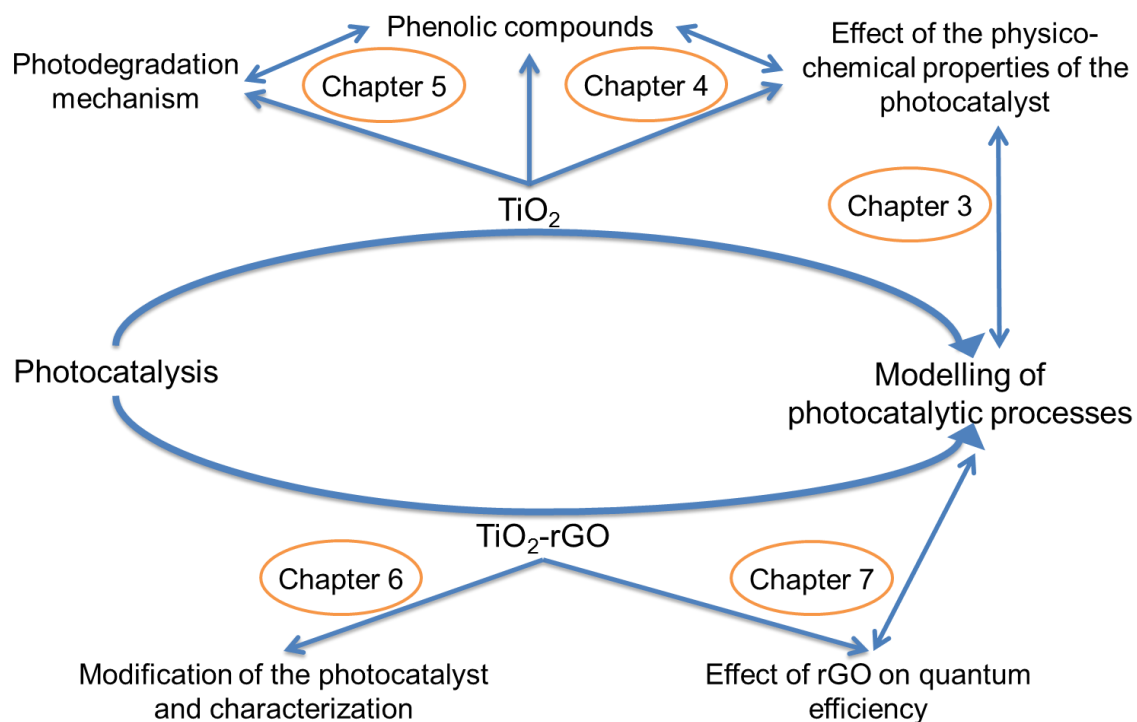 Phenolic compounds
Photodegradation
mechanism
Chapter 5
Chapter 4
Effect of the physico-
chemical properties of the
photocatalyst
Chapter 3
TiO₂
Photocatalysis
Modelling of
photocatalytic processes
TiO₂-rGO
Chapter 6
Chapter 7
Modification of the photocatalyst
and characterization
Effect of rGO on quantum
efficiency